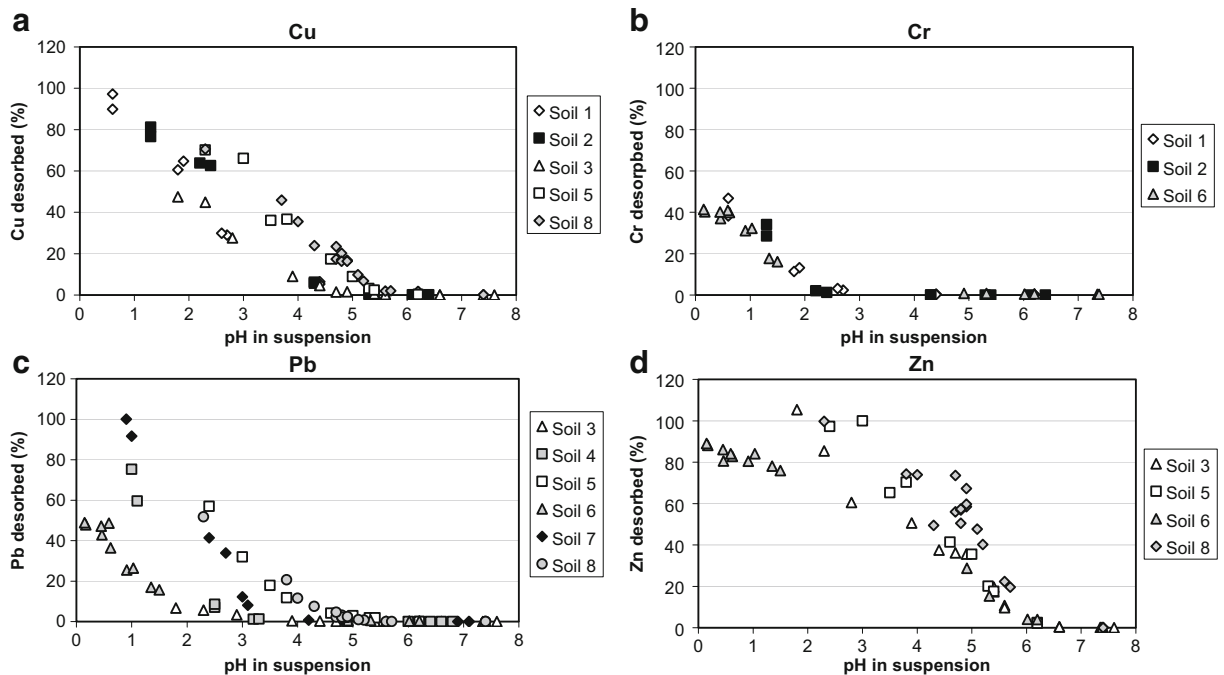 a
Cu
120
100
80
60
40
20
0
Cu desorbed (%)
0 1 2 3 4 5 6 7 8
pH in suspension
Soil 1
Soil 2
Soil 3
Soil 5
Soil 8
b
Cr
120
100
80
60
40
20
0
Cr desorpbed (%)
0 1 2 3 4 5 6 7 8
pH in suspension
Soil 1
Soil 2
Soil 6
c
Pb
120
100
80
60
40
20
0
Pb desorbed (%)
0 1 2 3 4 5 6 7 8
pH in suspension
Soil 3
Soil 4
Soil 5
Soil 6
Soil 7
Soil 8
d
Zn
120
100
80
60
40
20
0
Zn desorbed (%)
0 1 2 3 4 5 6 7 8
pH in suspension
Soil 3
Soil 5
Soil 6
Soil 8